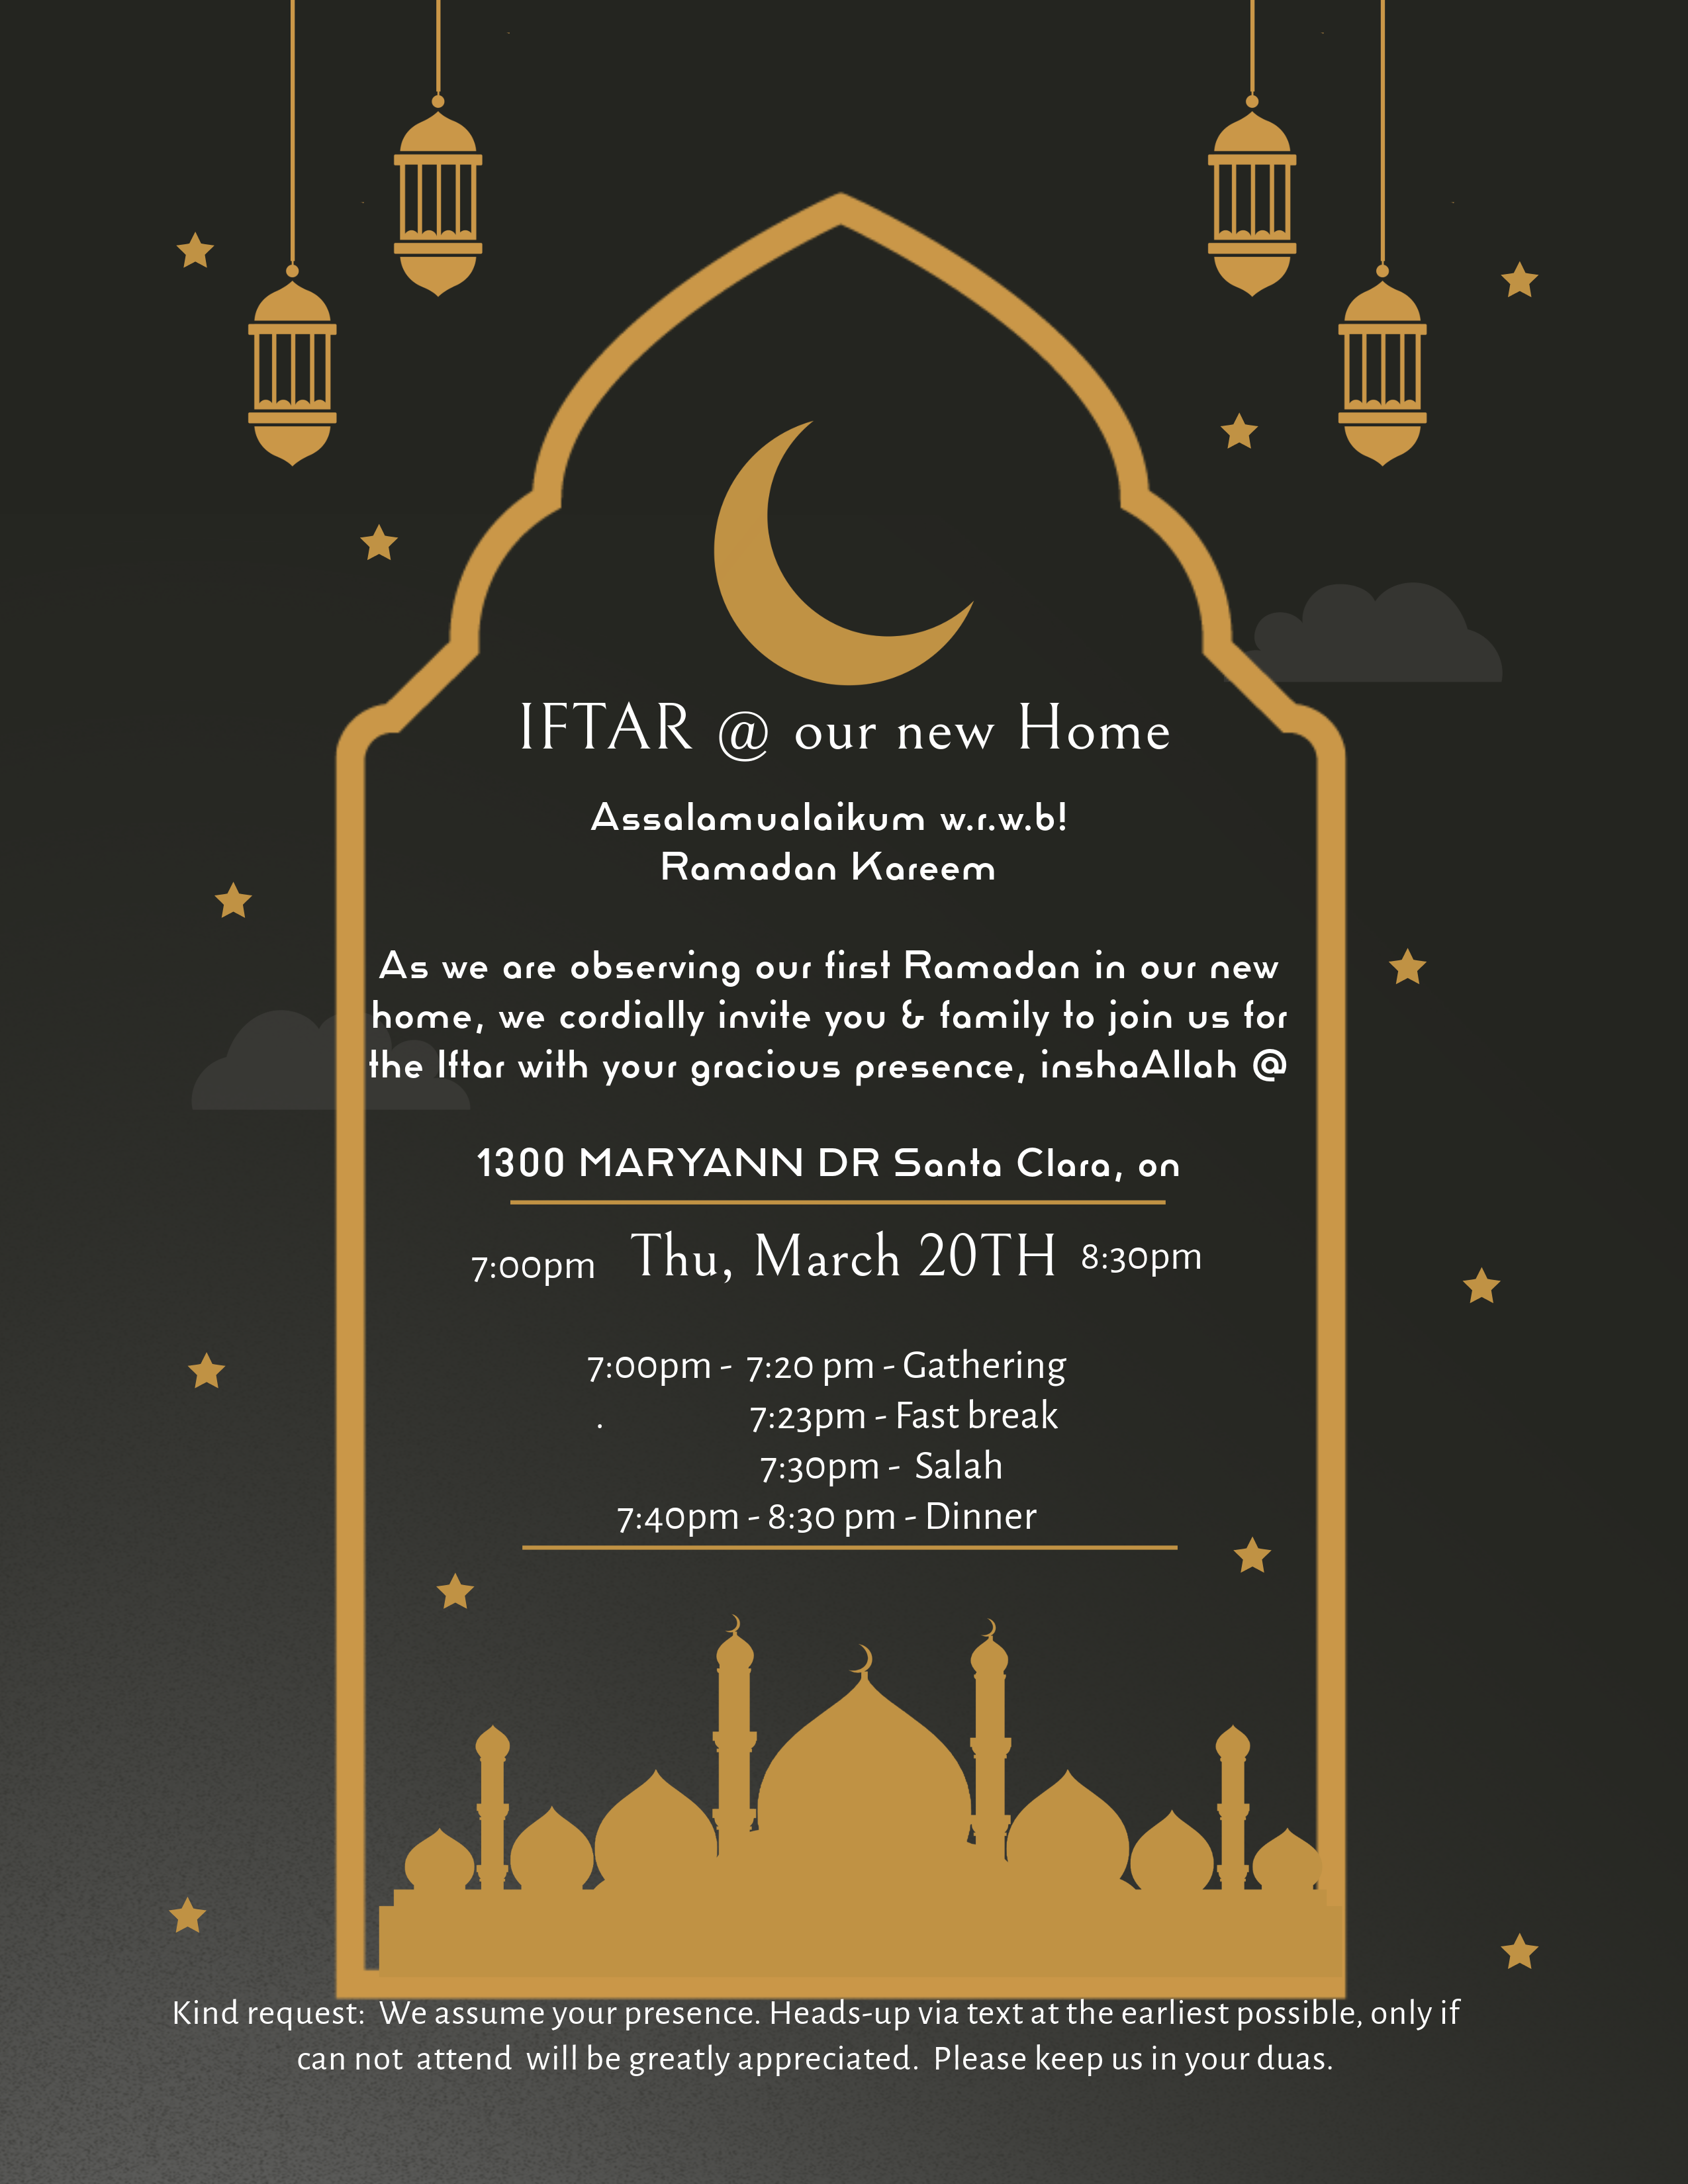 IFTAR @ our new Home
Assalamualaikum w.r.w.b!
Ramadan Kareem
As we are observing our first Ramadan in our new
home, we cordially invite you & family to join us for
the Iftar with your gracious presence, inshaAllah @
1300 MARYANN DR Santa Clara, on
7:00pm Thu, March 20TH 8:30pm
7:00pm - 7:20 pm - Gathering
. 7:23pm - Fast break
7:30pm - Salah
7:40pm - 8:30 pm - Dinner
Kind request: We assume your presence. Heads-up via text at the earliest possible, only if
can not attend will be greatly appreciated. Please keep us in your duas.